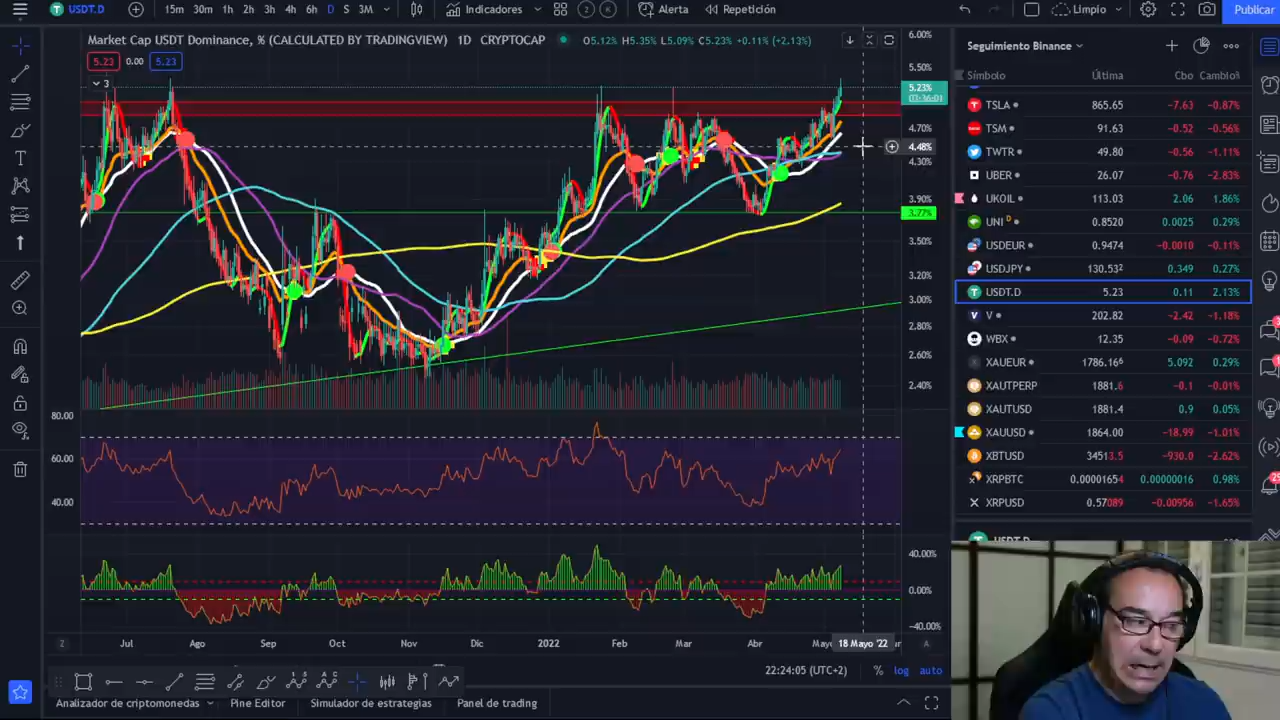 USDT.D
15m 30m 1h 2h 3h 4h 6h D S 3M
Indicadores
2
Alerta
Repetición
Limpio
Publicar
Market Cap USDT Dominance, % (CALCULATED BY TRADINGVIEW) 1D CRYPTOCAP
O5.12% H5.35% L5.09% C5.23% +0.11% (+2.13%)
5.23 0.00 5.23
3
6.00%
5.50%
5.23%
03:36:01
4.70%
4.48%
4.30%
3.90%
3.77%
3.50%
3.20%
3.00%
2.80%
2.60%
2.40%
80.00
60.00
40.00
40.00%
0.00%
−40.00%
Jul Ago Sep Oct Nov Dic 2022 Feb Mar Abr
18 Mayo '22
Z
A
22:24:05 (UTC+2)
% log auto
Analizador de criptomonedas
Pine Editor
Simulador de estrategias
Panel de trading
Seguimiento Binance
Símbolo Última Cbo Cambio%
TSLA 865.65 −7.63 −0.87%
TSM 91.63 −0.52 −0.56%
TWTR 49.80 −0.56 −1.11%
UBER 26.07 −0.76 −2.83%
UKOIL 113.03 2.06 1.86%
UNI D 0.8520 0.0025 0.29%
USDEUR 0.9474 −0.0010 −0.11%
USDJPY 130.532 0.349 0.27%
USDT.D 5.23 0.11 2.13%
V 202.82 −2.42 −1.18%
WBX 12.35 −0.09 −0.72%
XAUEUR 1786.166 5.092 0.29%
XAUTPERP 1881.6 −0.1 −0.01%
XAUTUSD 1881.4 0.9 0.05%
XAUUSD 1864.00 −18.99 −1.01%
XBTUSD 34513.5 −930.0 −2.62%
XRPBTC 0.00001654 0.00000016 0.98%
XRPUSD 0.57089 −0.00956 −1.65%